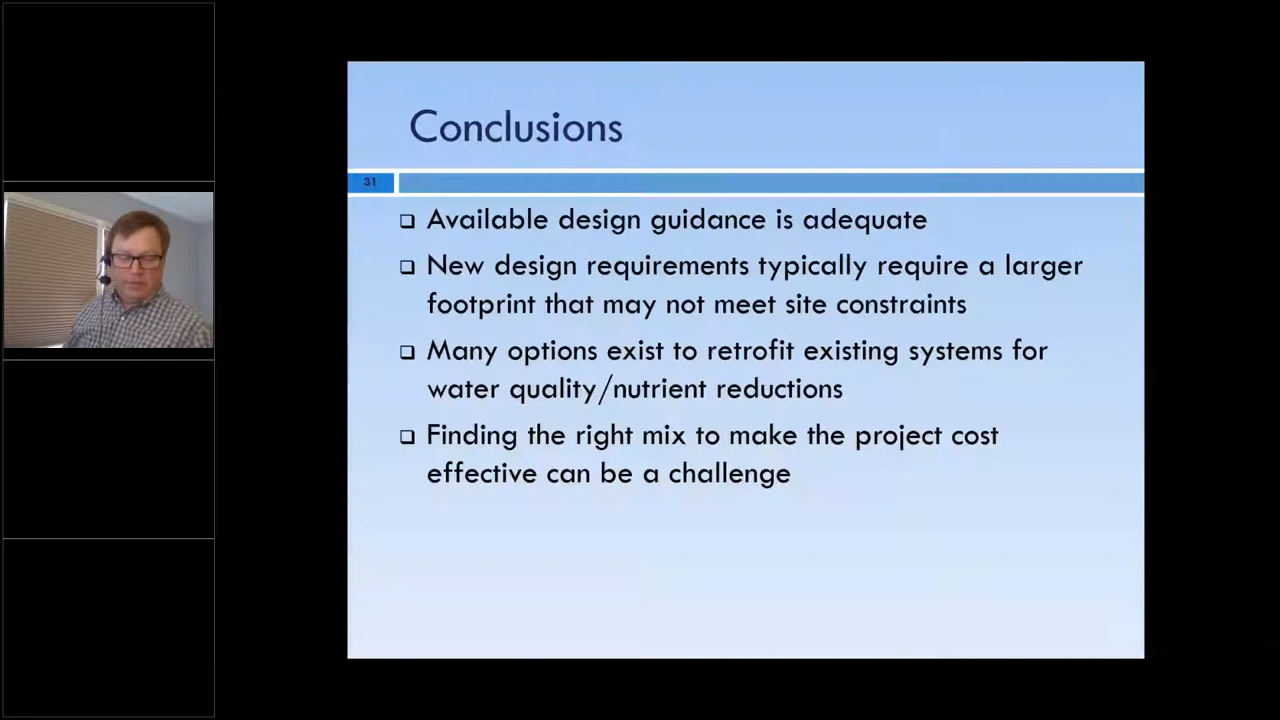 Conclusions
31
Available design guidance is adequate
New design requirements typically require a larger
footprint that may not meet site constraints
Many options exist to retrofit existing systems for
water quality/nutrient reductions
Finding the right mix to make the project cost
effective can be a challenge